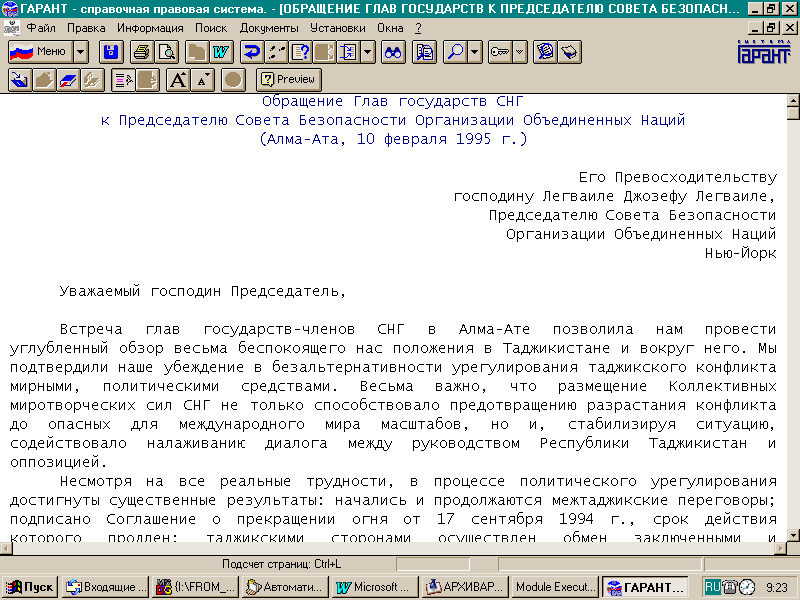 ГАРАНТ - справочная правовая система. - [ОБРАЩЕНИЕ ГЛАВ ГОСУДАРСТВ К ПРЕДСЕДАТЕЛЮ СОВЕТА БЕЗОПАСН...
Файл Правка Информация Поиск Документы Установки Окна ?
Меню
СИСТЕМА
ГАРАНТ
Preview
Обращение Глав государств СНГ
к Председателю Совета Безопасности Организации Объединенных Наций
(Алма-Ата, 10 февраля 1995 г.)
Его Превосходительству
господину Легваиле Джозефу Легваиле,
Председателю Совета Безопасности
Организации Объединенных Наций
Нью-Йорк
Уважаемый господин Председатель,
Встреча глав государств-членов СНГ в Алма-Ате позволила нам провести
углубленный обзор весьма беспокоящего нас положения в Таджикистане и вокруг него. Мы
подтвердили наше убеждение в безальтернативности урегулирования таджикского конфликта
мирными, политическими средствами. Весьма важно, что размещение Коллективных
миротворческих сил СНГ не только способствовало предотвращению разрастания конфликта
до опасных для международного мира масштабов, но и, стабилизируя ситуацию,
содействовало налаживанию диалога между руководством Республики Таджикистан и
оппозицией.
Несмотря на все реальные трудности, в процессе политического урегулирования
достигнуты существенные результаты: начались и продолжаются межтаджикские переговоры;
подписано Соглашение о прекращении огня от 17 сентября 1994 г., срок действия
которого продлен; таджикскими сторонами осуществлен обмен заключенными и
Подсчет страниц: Ctrl+L
Пуск Входящие ... {I:\FROM_... Автомати... Microsoft ... АРХИВАР... Module Execut... ГАРАНТ... RU 9:23